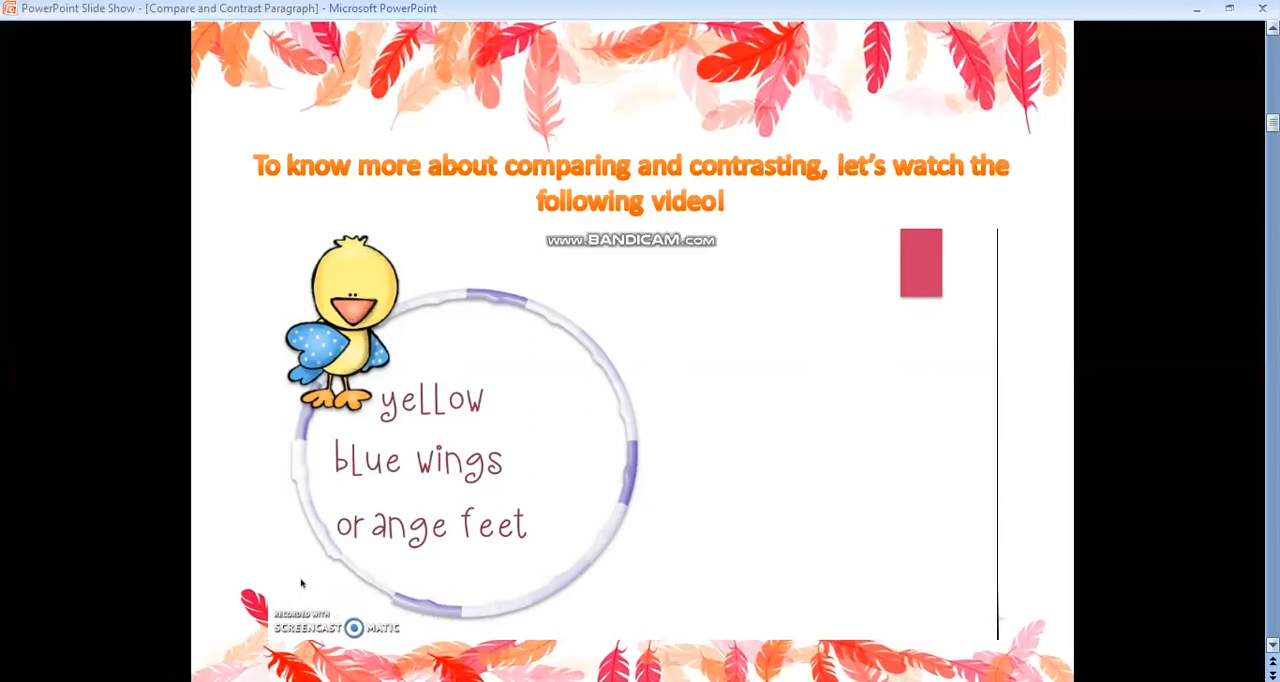 PowerPoint Slide Show - [Compare and Contrast Paragraph] - Microsoft PowerPoint
To know more about comparing and contrasting, let's watch the
following video!
www.BANDICAM.com
yellow
blue wings
orange feet
RECORDED WITH
SCREENCAST MATIC